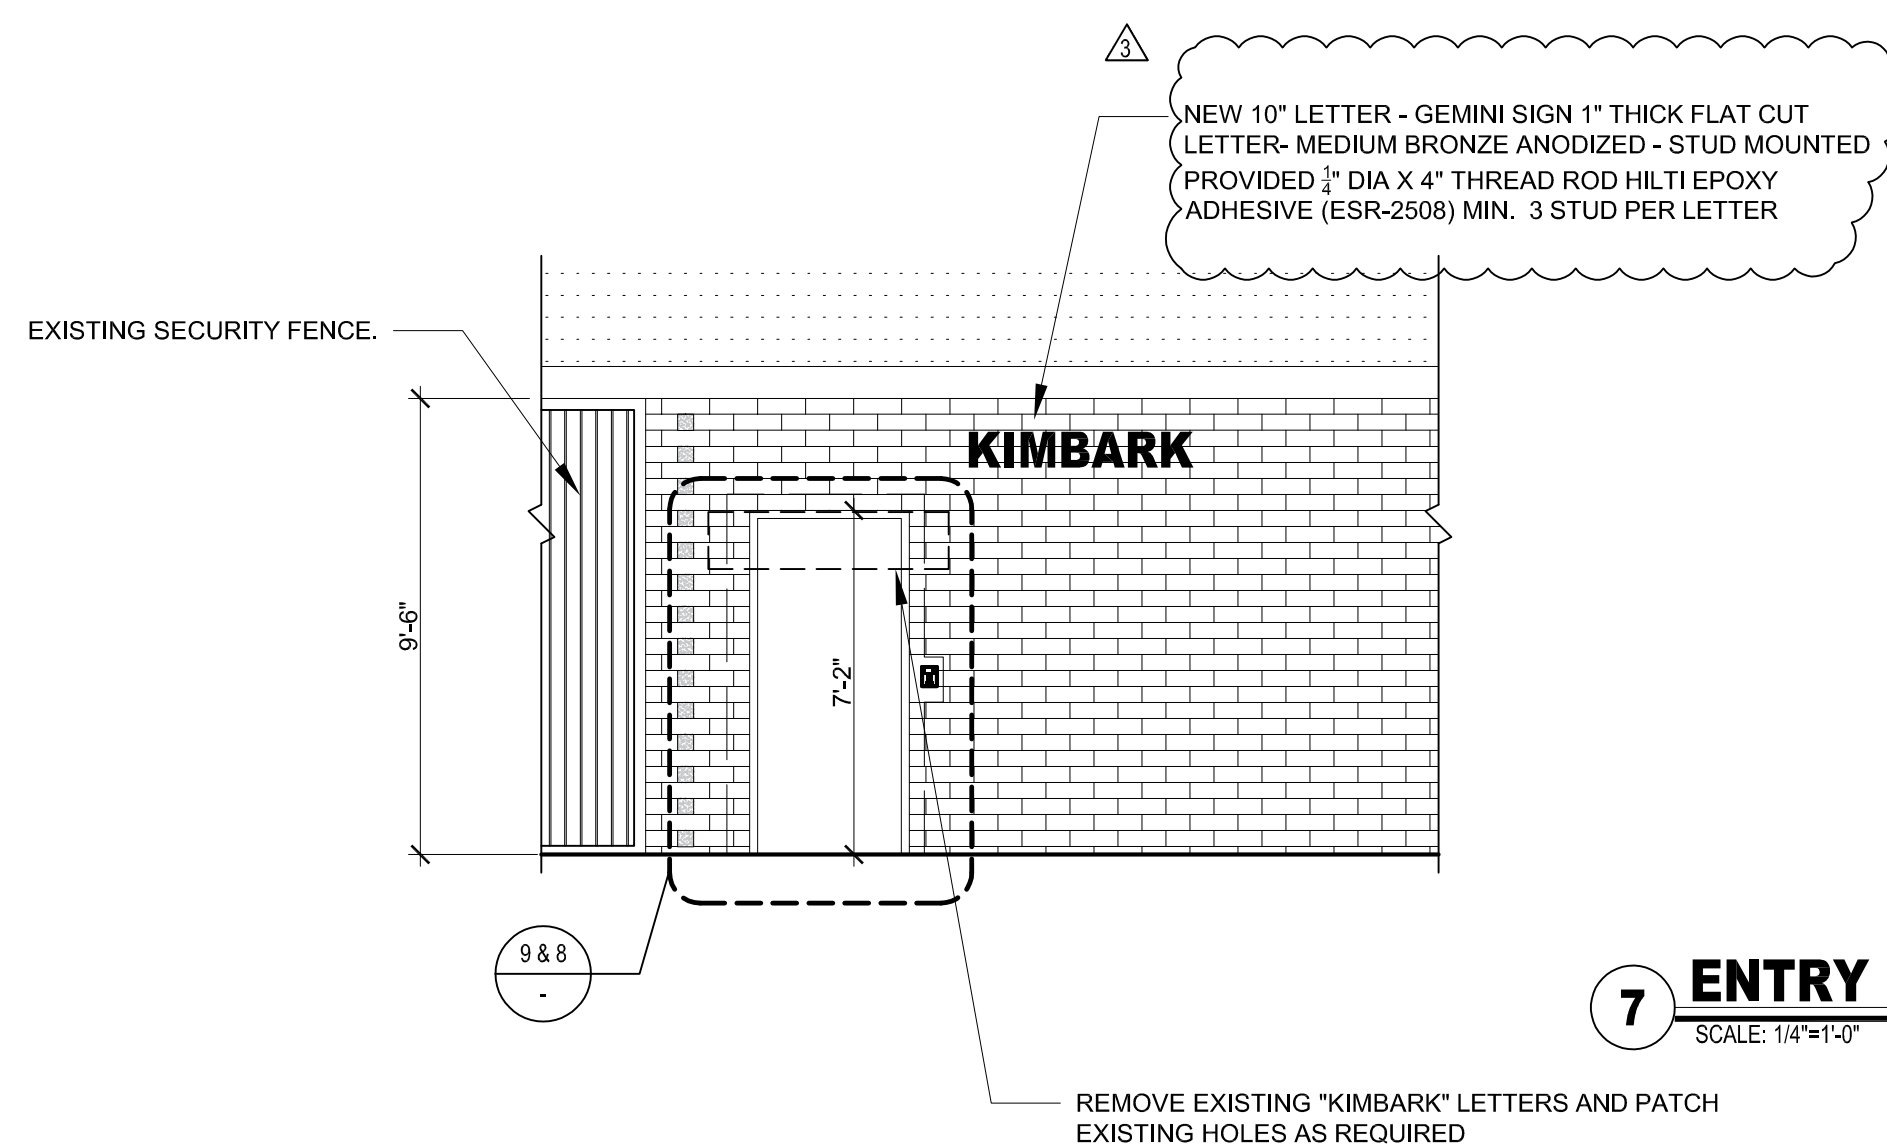 3
NEW 10" LETTER - GEMINI SIGN 1" THICK FLAT CUT
LETTER- MEDIUM BRONZE ANODIZED - STUD MOUNTED
PROVIDED 1/4" DIA X 4" THREAD ROD HILTI EPOXY
ADHESIVE (ESR-2508) MIN. 3 STUD PER LETTER
EXISTING SECURITY FENCE.
KIMBARK
9'-6"
7'-2"
9 & 8
-
7
ENTRY
SCALE: 1/4"=1'-0"
REMOVE EXISTING "KIMBARK" LETTERS AND PATCH
EXISTING HOLES AS REQUIRED